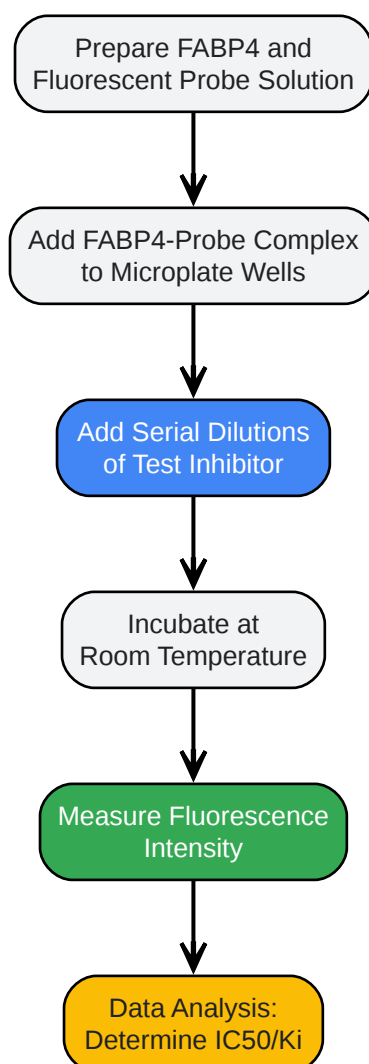 Prepare FABP4 and
Fluorescent Probe Solution
Add FABP4-Probe Complex
to Microplate Wells
Add Serial Dilutions
of Test Inhibitor
Incubate at
Room Temperature
Measure Fluorescence
Intensity
Data Analysis:
Determine IC50/Ki